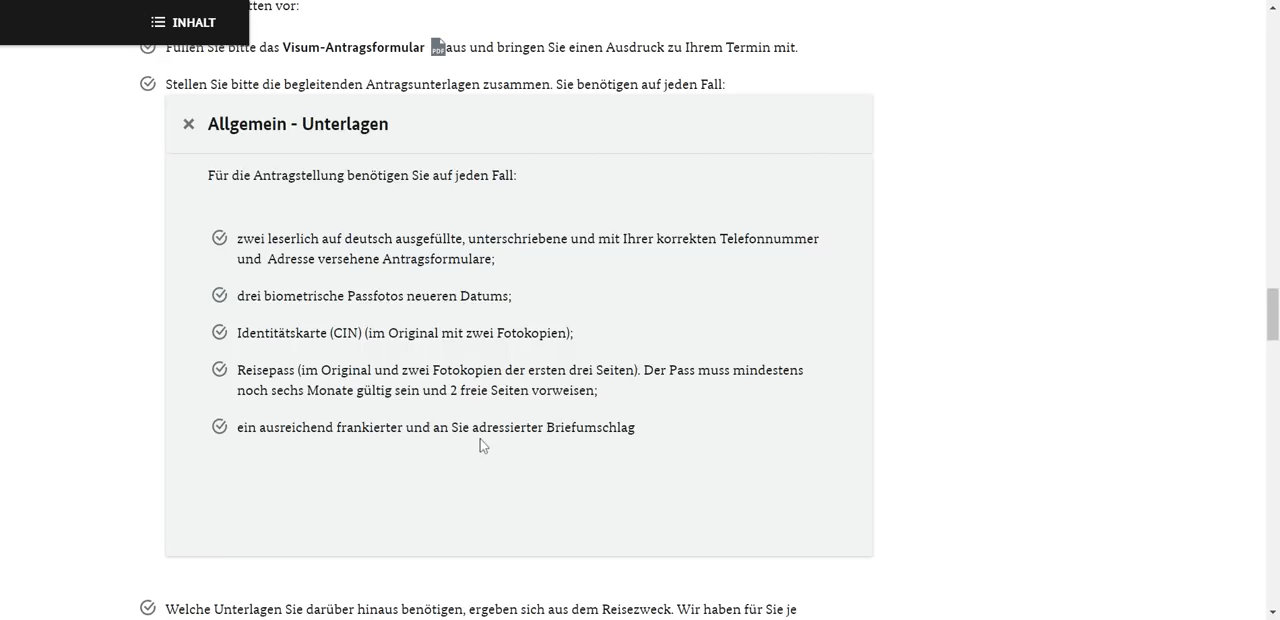 tten vor:
INHALT
Füllen Sie bitte das Visum-Antragsformular PDF aus und bringen Sie einen Ausdruck zu Ihrem Termin mit.
Stellen Sie bitte die begleitenden Antragsunterlagen zusammen. Sie benötigen auf jeden Fall:
Allgemein - Unterlagen
Für die Antragstellung benötigen Sie auf jeden Fall:
zwei leserlich auf deutsch ausgefüllte, unterschriebene und mit Ihrer korrekten Telefonnummer
und Adresse versehene Antragsformulare;
drei biometrische Passfotos neueren Datums;
Identitätskarte (CIN) (im Original mit zwei Fotokopien);
Reisepass (im Original und zwei Fotokopien der ersten drei Seiten). Der Pass muss mindestens
noch sechs Monate gültig sein und 2 freie Seiten vorweisen;
ein ausreichend frankierter und an Sie adressierter Briefumschlag
Welche Unterlagen Sie darüber hinaus benötigen, ergeben sich aus dem Reisezweck. Wir haben für Sie je